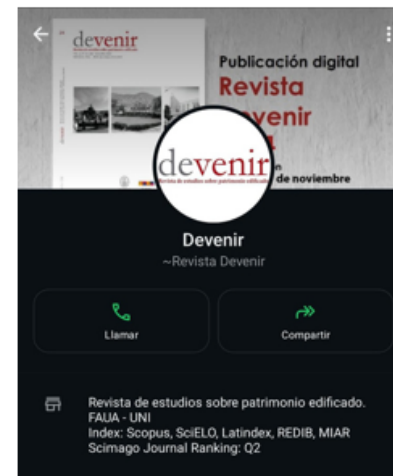 devenir
Publicación digital
Revista
devenir
Revista de estudios sobre patrimonio edificado
de noviembre
Devenir
~Revista Devenir
Llamar
Compartir
Revista de estudios sobre patrimonio edificado.
FAUA - UNI
Index: Scopus, SciELO, Latindex, REDIB, MIAR
Scimago Journal Ranking: Q2